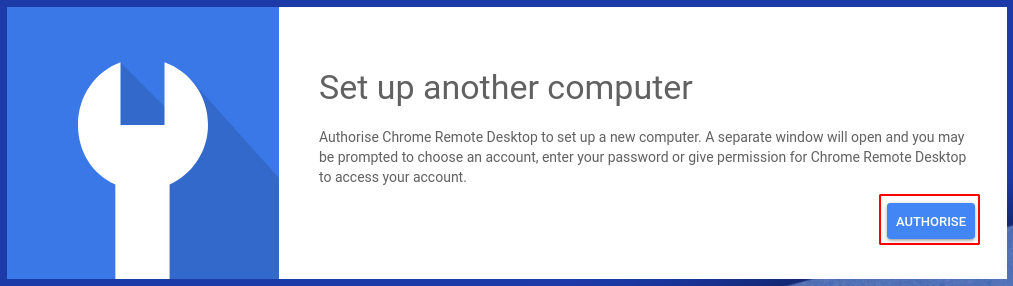 Set up another computer
Authorise Chrome Remote Desktop to set up a new computer. A separate window will open and you may
be prompted to choose an account, enter your password or give permission for Chrome Remote Desktop
to access your account.
AUTHORISE